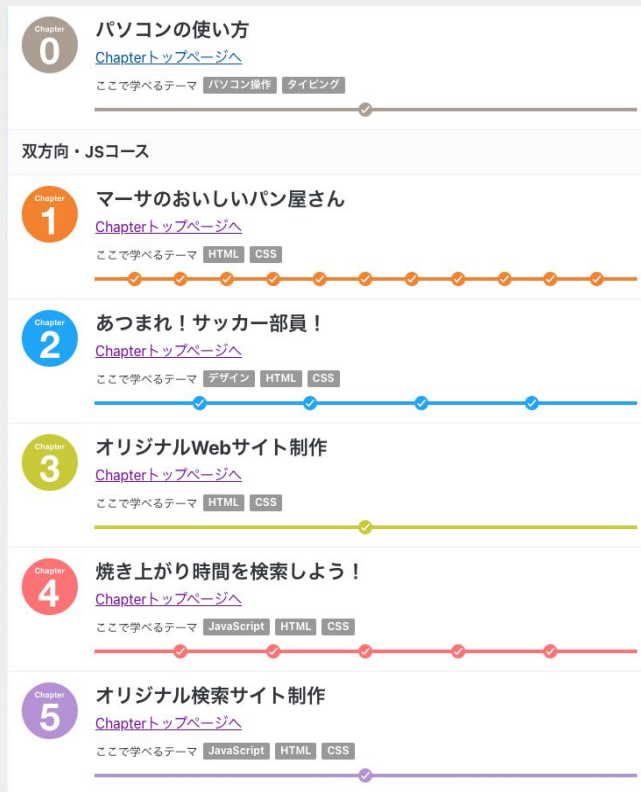 Chapter
0
パソコンの使い方
Chapterトップページへ
ここで学べるテーマ パソコン操作 タイピング
双方向・JSコース
Chapter
1
マーサのおいしいパン屋さん
Chapterトップページへ
ここで学べるテーマ HTML CSS
Chapter
2
あつまれ！サッカー部員！
Chapterトップページへ
ここで学べるテーマ デザイン HTML CSS
Chapter
3
オリジナルWebサイト制作
Chapterトップページへ
ここで学べるテーマ HTML CSS
Chapter
4
焼き上がり時間を検索しよう！
Chapterトップページへ
ここで学べるテーマ JavaScript HTML CSS
Chapter
5
オリジナル検索サイト制作
Chapterトップページへ
ここで学べるテーマ JavaScript HTML CSS